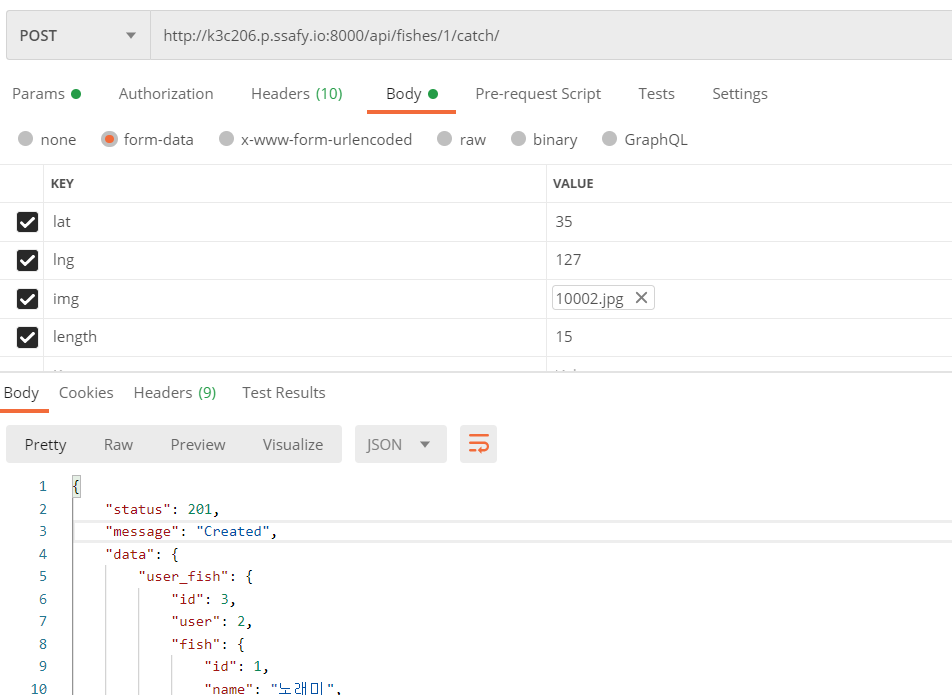 POST http://k3c206.p.ssafy.io:8000/api/fishes/1/catch/
Params Authorization Headers (10) Body Pre-request Script Tests Settings
none form-data x-www-form-urlencoded raw binary GraphQL
KEY VALUE
lat 35
lng 127
img 10002.jpg
length 15
Body Cookies Headers (9) Test Results
Pretty Raw Preview Visualize JSON
1 {
2 "status": 201,
3 "message": "Created",
4 "data": {
5 "user_fish": {
6 "id": 3,
7 "user": 2,
8 "fish": {
9 "id": 1,
10 "name": "노래미",